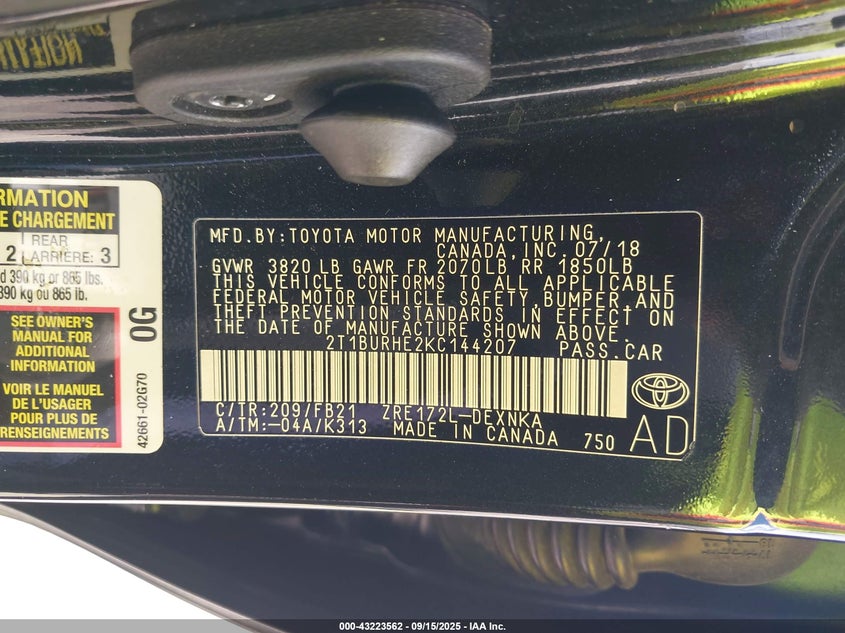 RMATION
E CHARGEMENT
2 REAR ARRIÈRE: 3
d 390 kg or 865 lbs.
390 kg ou 865 lb.
SEE OWNER'S
MANUAL FOR
ADDITIONAL
INFORMATION
VOIR LE MANUEL
DE L'USAGER
POUR PLUS DE
RENSEIGNEMENTS
0G
42661-02G70
MFD.BY:TOYOTA MOTOR MANUFACTURING,
CANADA,INC. 07/18
GVWR 3820 LB GAWR FR 2070LB, RR 1850LB
THIS VEHICLE CONFORMS TO ALL APPLICABLE
FEDERAL MOTOR VEHICLE SAFETY,BUMPER,AND
THEFT PREVENTION STANDARDS IN EFFECT ON
THE DATE OF MANUFACTURE SHOWN ABOVE.
2T1BURHE2KC144207 PASS.CAR
C/TR:209/FB21 ZRE172L-DEXNKA
A/TM:-04A/K313 MADE IN CANADA 750 AD
000-43223562 - 09/15/2025 - IAA Inc.